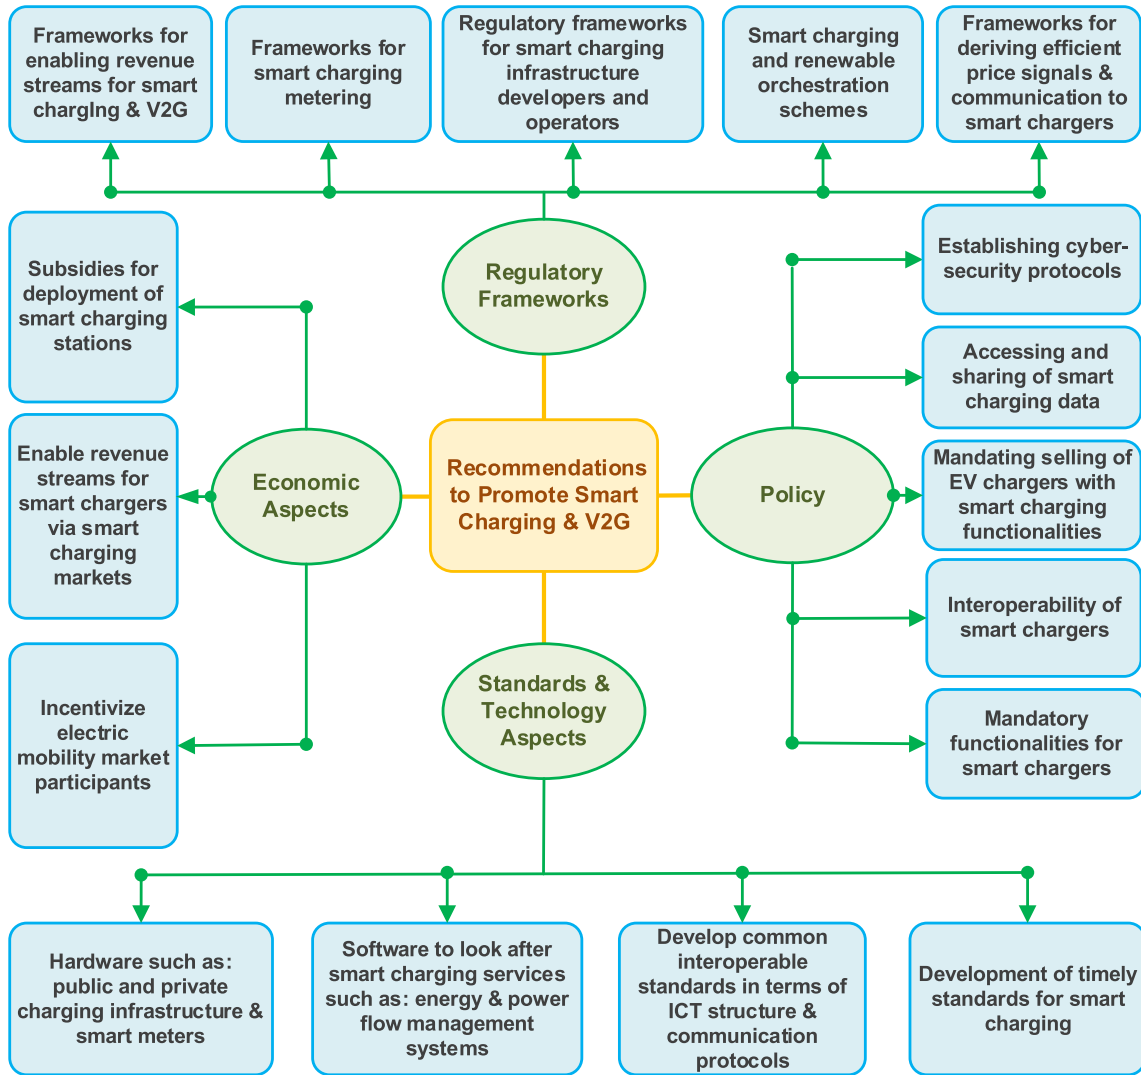 Frameworks for
enabling revenue
streams for smart
chargIng & V2G
Frameworks for
smart charging
metering
Regulatory frameworks
for smart charging
infrastructure
developers and
operators
Smart charging
and renewable
orchestration
schemes
Frameworks for
deriving efficient
price signals &
communication to
smart chargers
Regulatory
Frameworks
Subsidies for
deployment of
smart charging
stations
Enable revenue
streams for
smart chargers
via smart
charging
markets
Incentivize
electric
mobility market
participants
Economic
Aspects
Recommendations
to Promote Smart
Charging & V2G
Policy
Establishing cyber-
security protocols
Accessing and
sharing of smart
charging data
Mandating selling of
EV chargers with
smart charging
functionalities
Interoperability of
smart chargers
Mandatory
functionalities for
smart chargers
Standards &
Technology
Aspects
Hardware such as:
public and private
charging infrastructure &
smart meters
Software to look after
smart charging services
such as: energy & power
flow management
systems
Develop common
interoperable
standards in terms of
ICT structure &
communication
protocols
Development of timely
standards for smart
charging